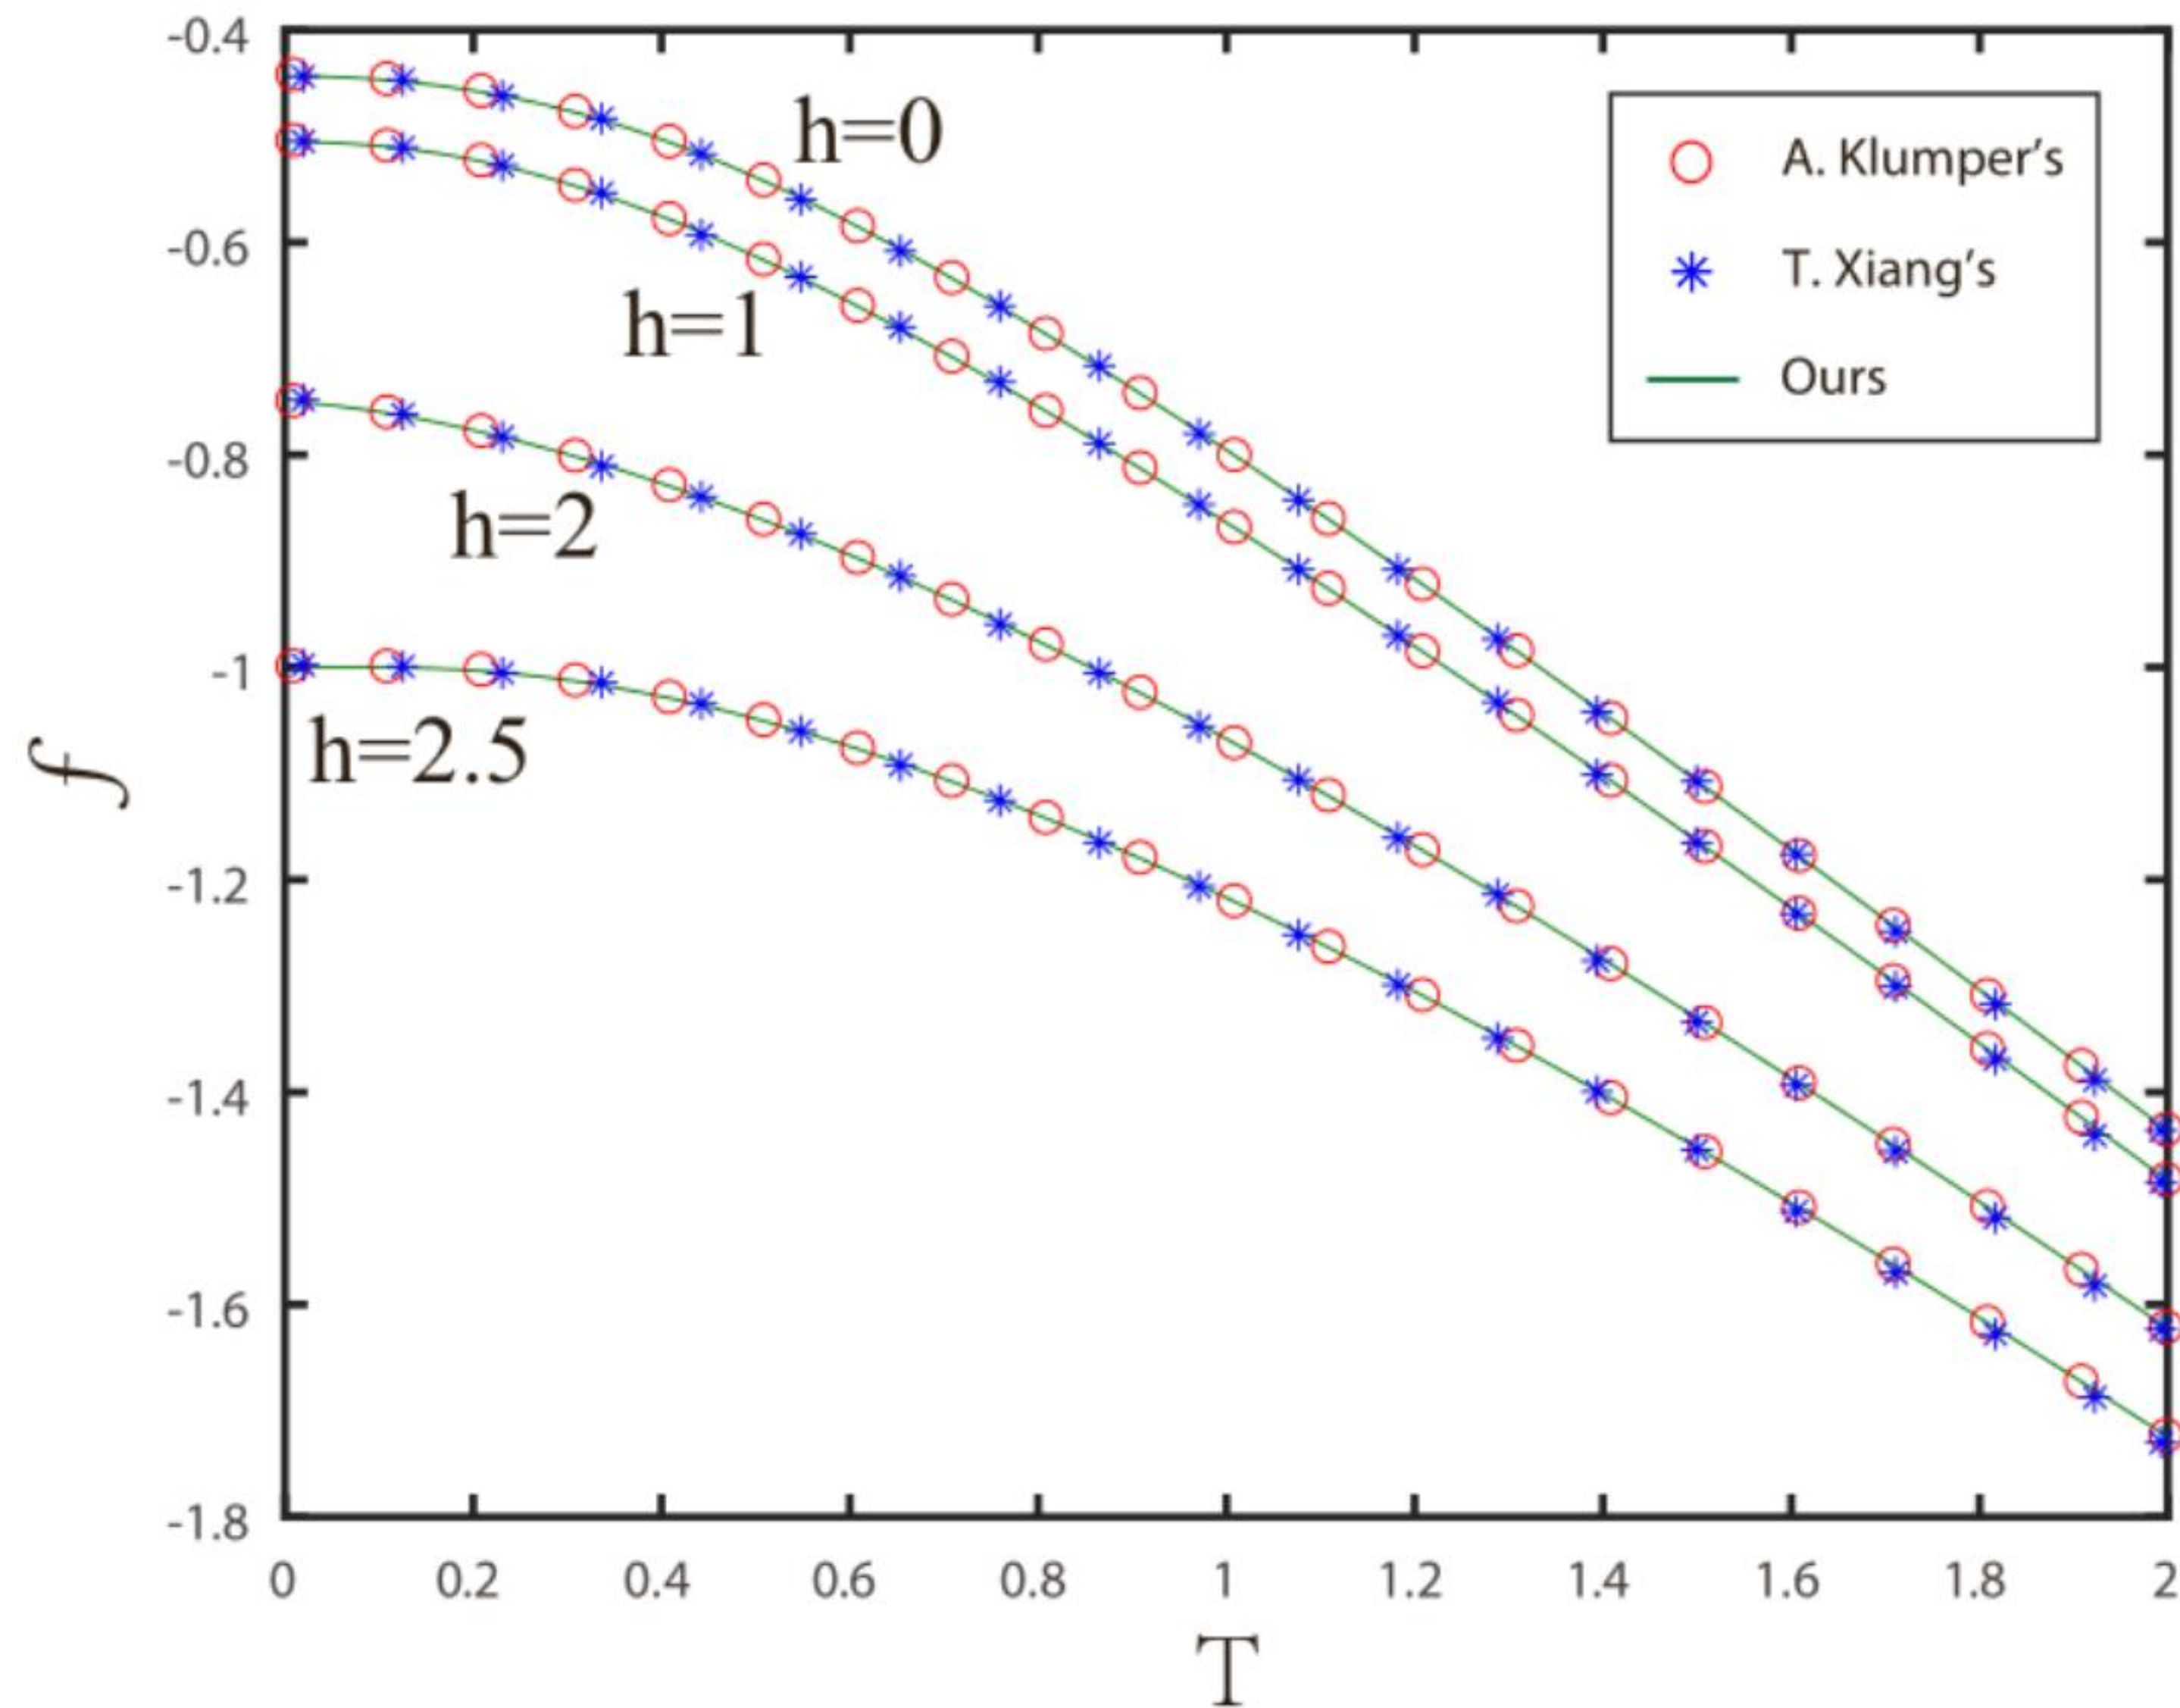 -0.4
-0.6
-0.8
-1
-1.2
-1.4
-1.6
-1.8
f
h=0
h=1
h=2
h=2.5
A. Klumper's
T. Xiang's
Ours
0 0.2 0.4 0.6 0.8 1 1.2 1.4 1.6 1.8 2
T